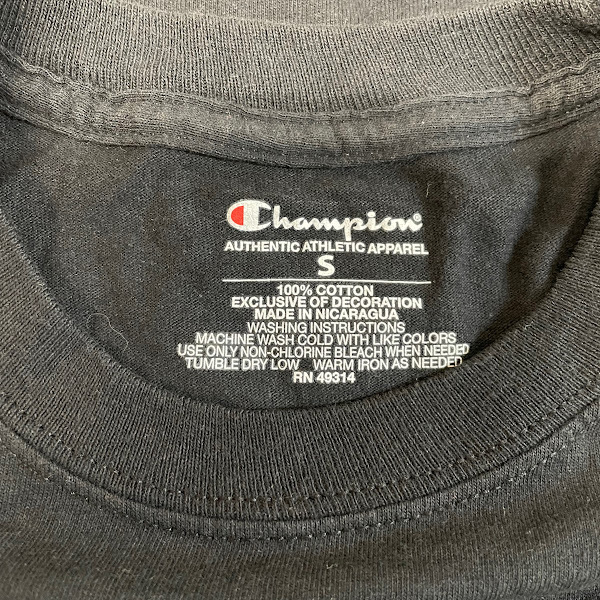 Champion®
AUTHENTIC ATHLETIC APPAREL
S
100% COTTON
EXCLUSIVE OF DECORATION
MADE IN NICARAGUA
WASHING INSTRUCTIONS
MACHINE WASH COLD WITH LIKE COLORS
USE ONLY NON-CHLORINE BLEACH WHEN NEEDED
TUMBLE DRY LOW WARM IRON AS NEEDED
RN 49314